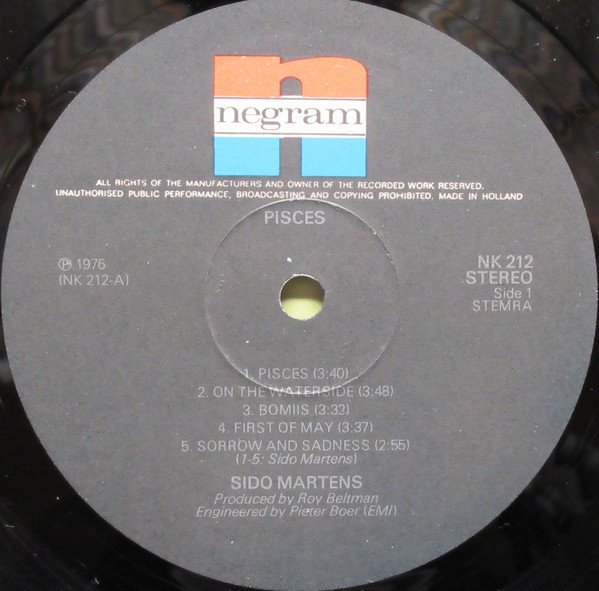 negram
ALL RIGHTS OF THE MANUFACTURERS AND OWNER OF THE RECORDED WORK RESERVED.
UNAUTHORISED PUBLIC PERFORMANCE, BROADCASTING AND COPYING PROHIBITED. MADE IN HOLLAND
PISCES
℗ 1976
(NK 212-A)
NK 212
STEREO
Side 1
STEMRA
1. PISCES (3:40)
2. ON THE WATERSIDE (3:48)
3. BOMIIS (3:33)
4. FIRST OF MAY (3:37)
5 SORROW AND SADNESS (2:55)
(1-5: Sido Martens)
SIDO MARTENS
Produced by Roy Beltman
Engineered by Pieter Boer (EMI)